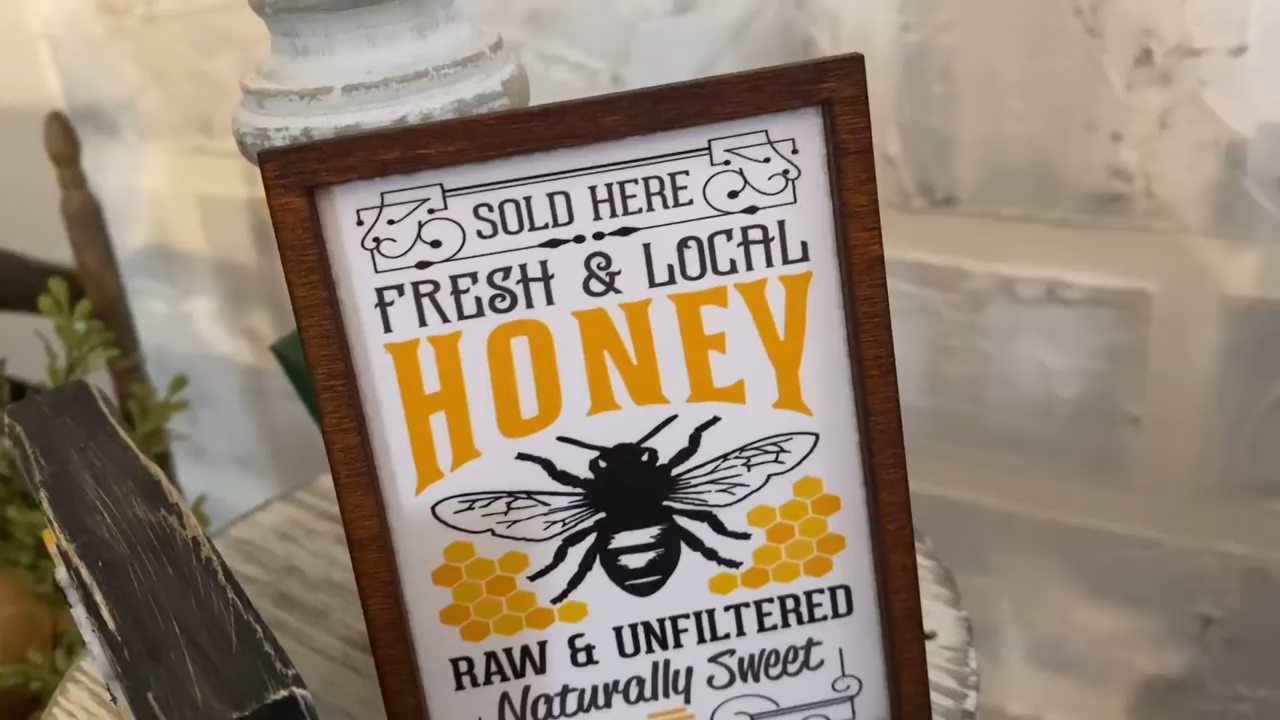 SOLD HERE
FRESH & LOCAL
HONEY
RAW & UNFILTERED
Naturally Sweet